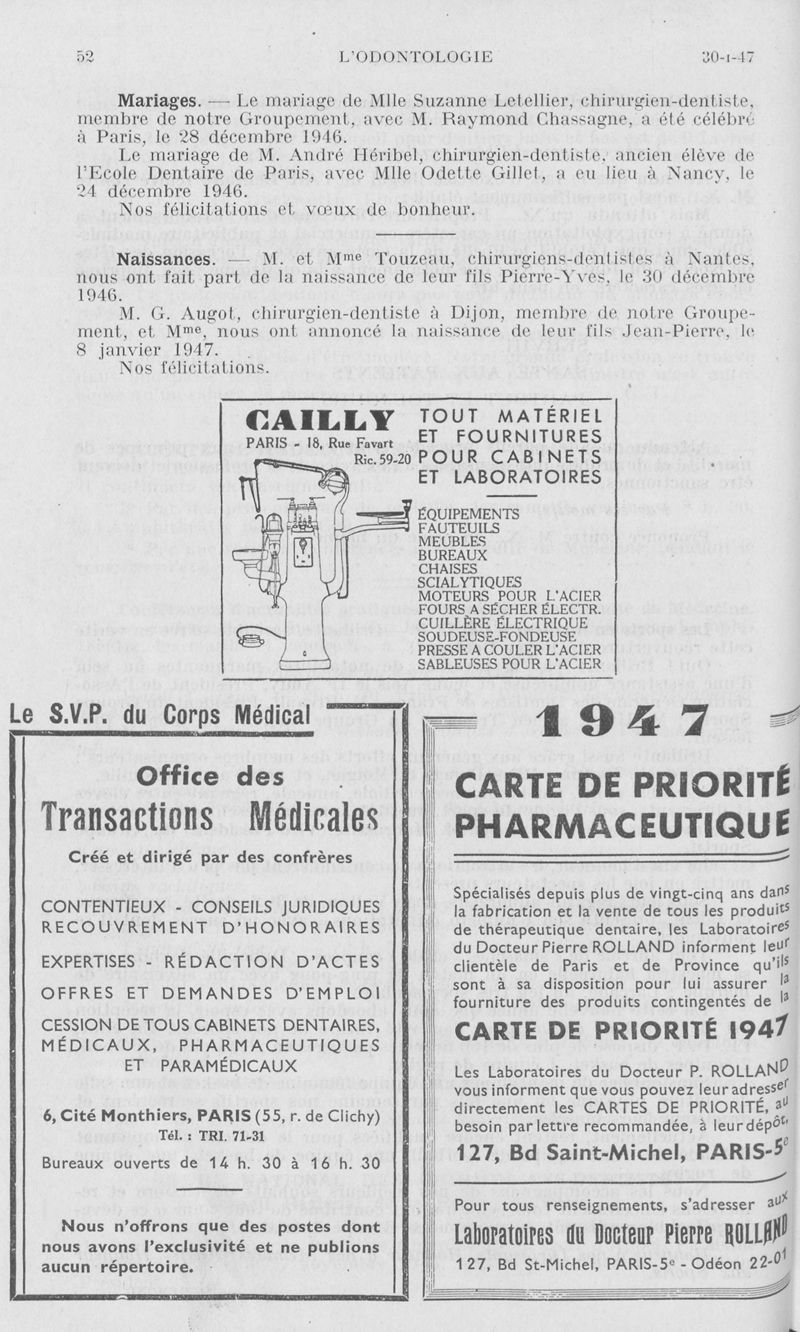 52 L'ODONTOLOGIE 30-1-47
Mariages. — Le mariage de Mlle Suzanne Letellier, chirurgien-dentiste,
membre de notre Groupement, avec M. Raymond Chassagne, a été célébré
à Paris, le 28 décembre 1946.
Le mariage de M. André Héribel, chirurgien-dentiste, ancien élève de
l'Ecole Dentaire de Paris, avec Mlle Odette Gillet, a eu lieu à Nancy, le
24 décembre 1946.
Nos félicitations et vœux de bonheur.
Naissances. — M. et Mme Touzeau, chirurgiens-dentistes à Nantes,
nous ont fait part de la naissance de leur fils Pierre-Yves, le 30 décembre
1946.
M. G. Augot, chirurgien-dentiste à Dijon, membre de notre Groupe-
ment, et Mme, nous ont annoncé la naissance de leur fils Jean-Pierre, le
8 janvier 1947.
Nos félicitations.
CAILLY
PARIS - 18, Rue Favart
Ric. 59-20
TOUT MATÉRIEL
ET FOURNITURES
POUR CABINETS
ET LABORATOIRES
ÉQUIPEMENTS
FAUTEUILS
MEUBLES
BUREAUX
CHAISES
SCIALYTIQUES
MOTEURS POUR L'ACIER
FOURS A SÉCHER ÉLECTR.
CUILLÈRE ÉLECTRIQUE
SOUDEUSE-FONDEUSE
PRESSE A COULER L'ACIER
SABLEUSES POUR L'ACIER
Le S.V.P. du Corps Médical
Office des
Transactions Médicales
Créé et dirigé par des confrères
CONTENTIEUX - CONSEILS JURIDIQUES
RECOUVREMENT D'HONORAIRES
EXPERTISES - RÉDACTION D'ACTES
OFFRES ET DEMANDES D'EMPLOI
CESSION DE TOUS CABINETS DENTAIRES,
MÉDICAUX, PHARMACEUTIQUES
ET PARAMÉDICAUX
6, Cité Monthiers, PARIS (55, r. de Clichy)
Tél. : TRI. 71-31
Bureaux ouverts de 14 h. 30 à 16 h. 30
Nous n'offrons que des postes dont
nous avons l'exclusivité et ne publions
aucun répertoire.
1947
CARTE DE PRIORITÉ
PHARMACEUTIQUE
Spécialisés depuis plus de vingt-cinq ans dans
la fabrication et la vente de tous les produits
de thérapeutique dentaire, les Laboratoires
du Docteur Pierre ROLLAND informent leur
clientèle de Paris et de Province qu'ils
sont à sa disposition pour lui assurer la
fourniture des produits contingentés de la
CARTE DE PRIORITÉ 1947
Les Laboratoires du Docteur P. ROLLAND
vous informent que vous pouvez leur adresser
directement les CARTES DE PRIORITÉ, au
besoin par lettre recommandée, à leur dépôt.
127, Bd Saint-Michel, PARIS-5e
Pour tous renseignements, s'adresser aux
Laboratoires du Docteur Pierre ROLLAND
127, Bd St-Michel, PARIS-5e - Odéon 22-01